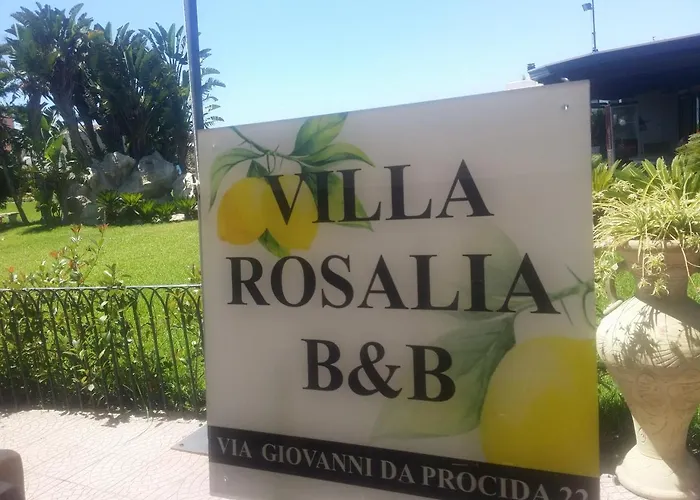 VILLA
ROSALIA
B&B
VIA GIOVANNI DA PROCIDA 22